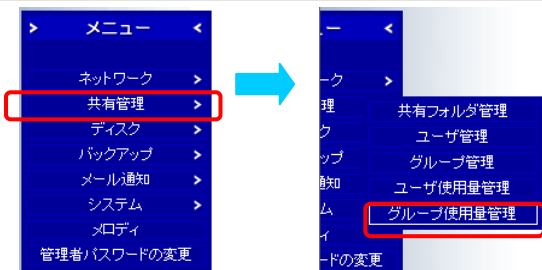 > メニュー <
ネットワーク >
共有管理 >
ディスク >
バックアップ >
メール通知 >
システム >
メロディ
管理者パスワードの変更
ュー <
ーク >
理
ク
ップ
通知
ム
ィ
ードの変更
共有フォルダ管理
ユーザ管理
グループ管理
ユーザ使用量管理
グループ使用量管理